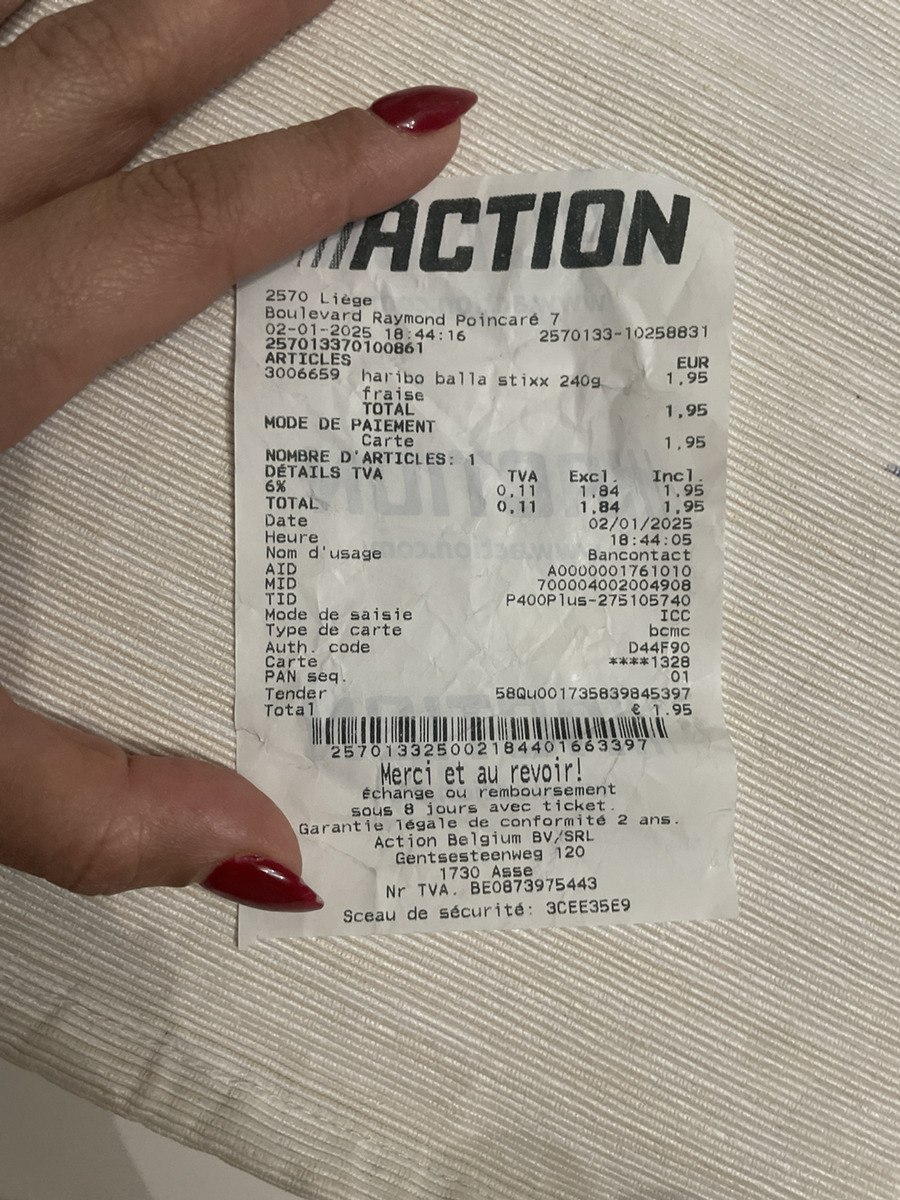 ACTION
2570 Liège
Boulevard Raymond Poincaré 7
02-01-2025 18:44:16 2570133-10258831
257013370100861
ARTICLES EUR
3006659 haribo balla stixx 240g 1,95
fraise
TOTAL 1,95
MODE DE PAIEMENT
Carte 1,95
NOMBRE D'ARTICLES: 1
DÉTAILS TVA TVA Excl. Incl.
6% 0,11 1,84 1,95
TOTAL 0,11 1,84 1,95
Date 02/01/2025
Heure 18:44:05
Nom d'usage Bancontact
AID A0000001761010
MID 700004002004908
TID P400Plus-275105740
Mode de saisie ICC
Type de carte bcmc
Auth. code D44F90
Carte ****1328
PAN seq. 01
Tender 58Qu001735839845397
Total € 1.95
257013325002184401663397
Merci et au revoir!
Échange ou remboursement
sous 8 jours avec ticket.
Garantie légale de conformité 2 ans.
Action Belgium BV/SRL
Gentsesteenweg 120
1730 Asse
Nr TVA. BE0873975443
Sceau de sécurité: 3CEE35E9